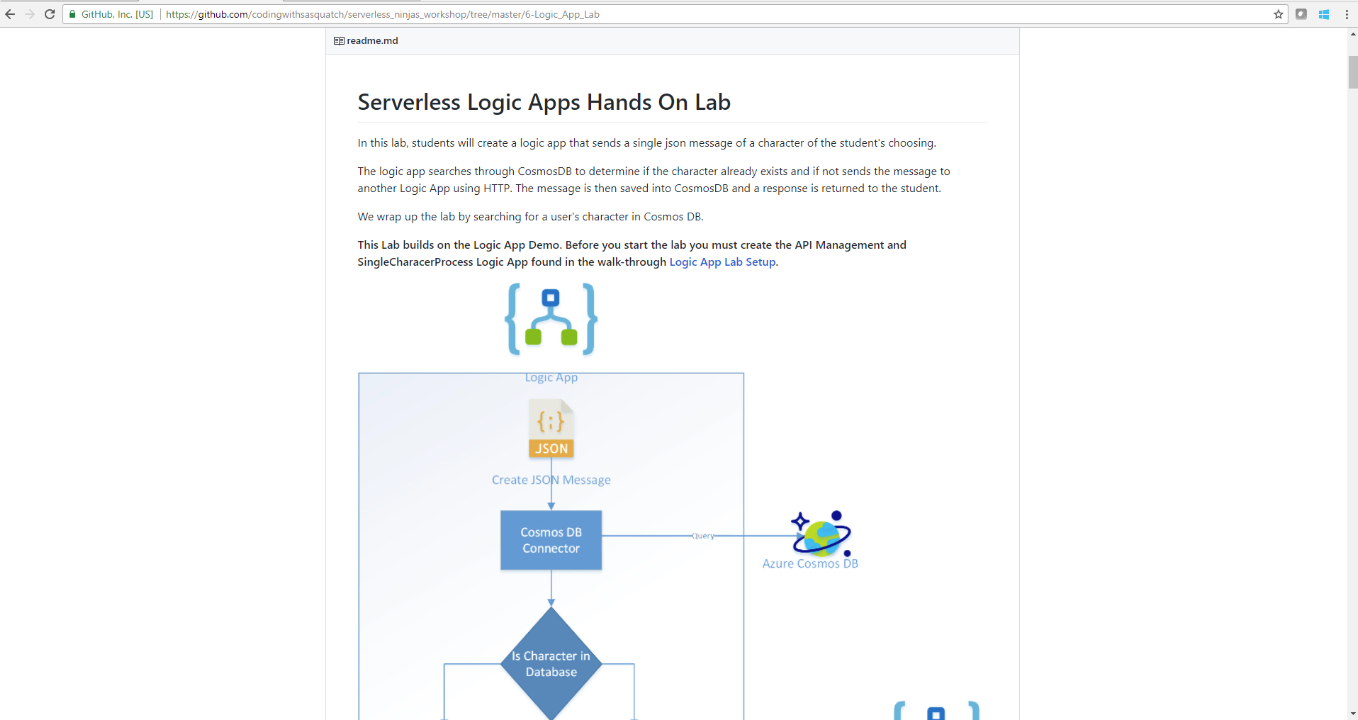 GitHub, Inc. [US] | https://github.com/codingwithsasquatch/serverless_ninjas_workshop/tree/master/6-Logic_App_Lab
readme.md
Serverless Logic Apps Hands On Lab
In this lab, students will create a logic app that sends a single json message of a character of the student's choosing.
The logic app searches through CosmosDB to determine if the character already exists and if not sends the message to
another Logic App using HTTP. The message is then saved into CosmosDB and a response is returned to the student.
We wrap up the lab by searching for a user's character in Cosmos DB.
This Lab builds on the Logic App Demo. Before you start the lab you must create the API Management and
SingleCharacerProcess Logic App found in the walk-through Logic App Lab Setup.
Logic App
{;}
JSON
Create JSON Message
Cosmos DB
Connector
Query
Azure Cosmos DB
Is Character in
Database